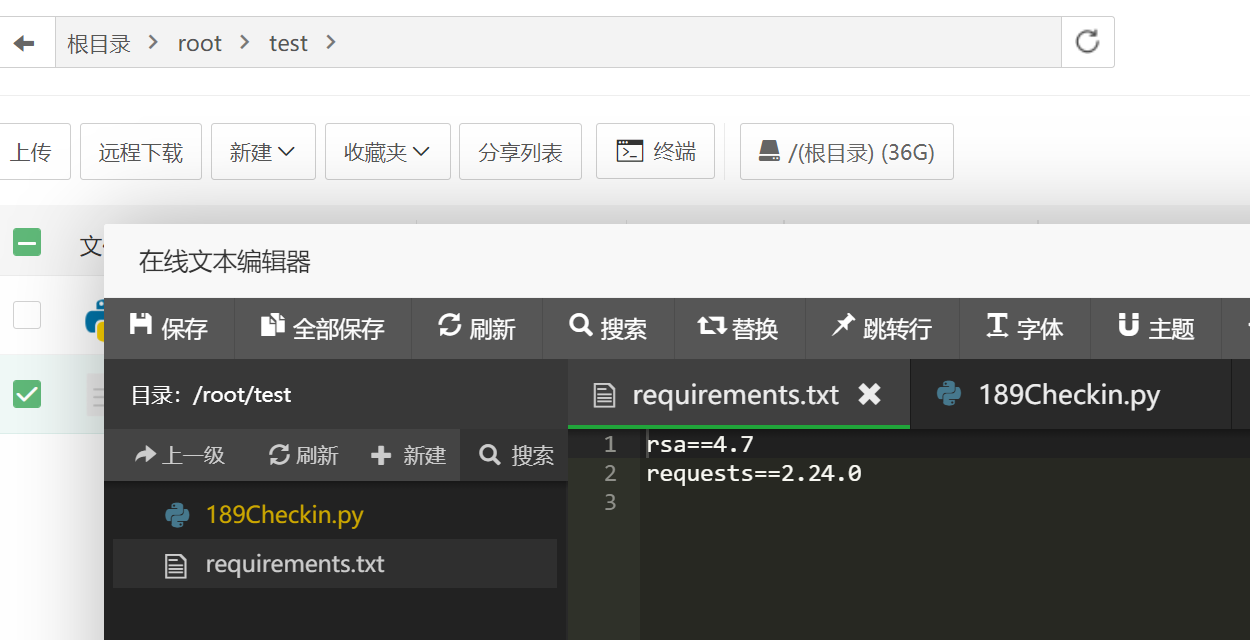 根目录 root test
上传 远程下载 新建 收藏夹 分享列表 终端 /(根目录) (36G)
在线文本编辑器
保存 全部保存 刷新 搜索 替换 跳转行 字体 主题
目录：/root/test
requirements.txt 189Checkin.py
上一级 刷新 新建 搜索
189Checkin.py
requirements.txt
1 rsa==4.7
2 requests==2.24.0
3